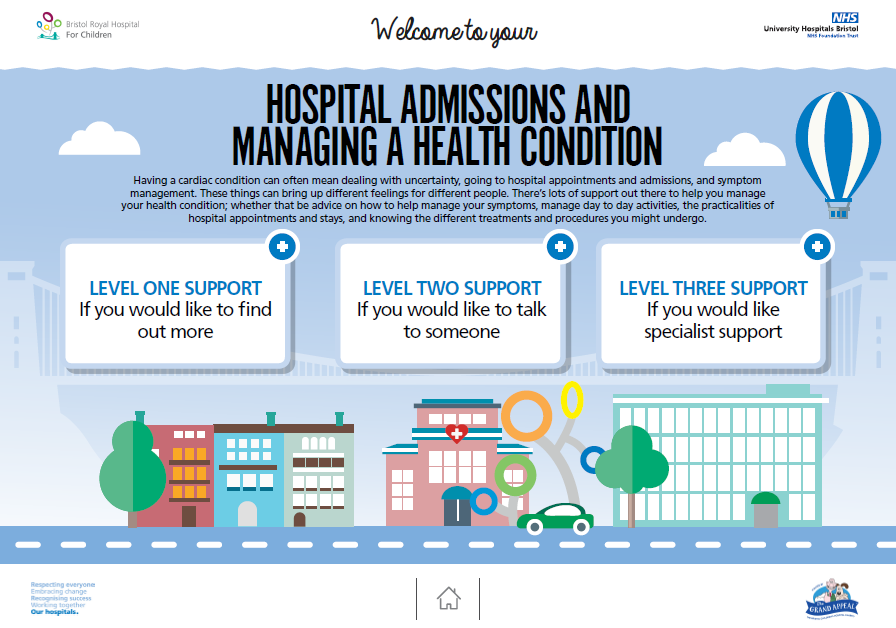 Bristol Royal Hospital
For Children
Welcome to your
NHS
University Hospitals Bristol
NHS Foundation Trust
HOSPITAL ADMISSIONS AND
MANAGING A HEALTH CONDITION
Having a cardiac condition can often mean dealing with uncertainty, going to hospital appointments and admissions, and symptom
management. These things can bring up different feelings for different people. There's lots of support out there to help you manage
your health condition; whether that be advice on how to help manage your symptoms, manage day to day activities, the practicalities of
hospital appointments and stays, and knowing the different treatments and procedures you might undergo.
LEVEL ONE SUPPORT
If you would like to find
out more
LEVEL TWO SUPPORT
If you would like to talk
to someone
LEVEL THREE SUPPORT
If you would like
specialist support
Respecting everyone
Embracing change
Recognising success
Working together
Our hospitals.
The
GRAND APPEAL